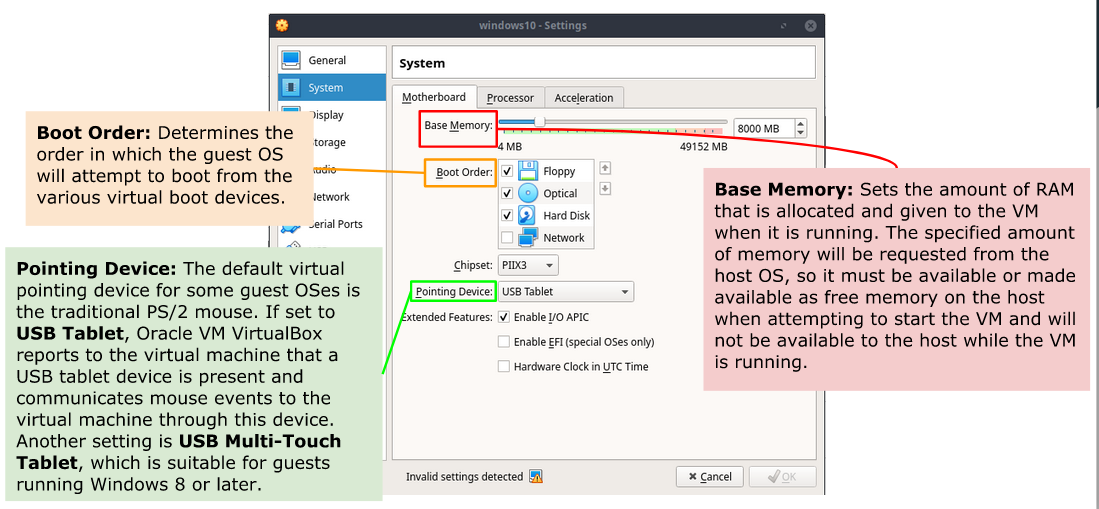 windows10 - Settings
General
System
Display
Storage
Audio
Network
Serial Ports
System
Motherboard
Processor
Acceleration
Base Memory:
8000 MB
4 MB
49152 MB
Boot Order:
Floppy
Optical
Hard Disk
Network
Chipset:
PIIX3
Pointing Device:
USB Tablet
Extended Features:
Enable I/O APIC
Enable EFI (special OSes only)
Hardware Clock in UTC Time
Invalid settings detected
Cancel
OK
Boot Order: Determines the
order in which the guest OS
will attempt to boot from the
various virtual boot devices.
Pointing Device: The default virtual
pointing device for some guest OSes is
the traditional PS/2 mouse. If set to
USB Tablet, Oracle VM VirtualBox
reports to the virtual machine that a
USB tablet device is present and
communicates mouse events to the
virtual machine through this device.
Another setting is USB Multi-Touch
Tablet, which is suitable for guests
running Windows 8 or later.
Base Memory: Sets the amount of RAM
that is allocated and given to the VM
when it is running. The specified amount
of memory will be requested from the
host OS, so it must be available or made
available as free memory on the host
when attempting to start the VM and will
not be available to the host while the VM
is running.